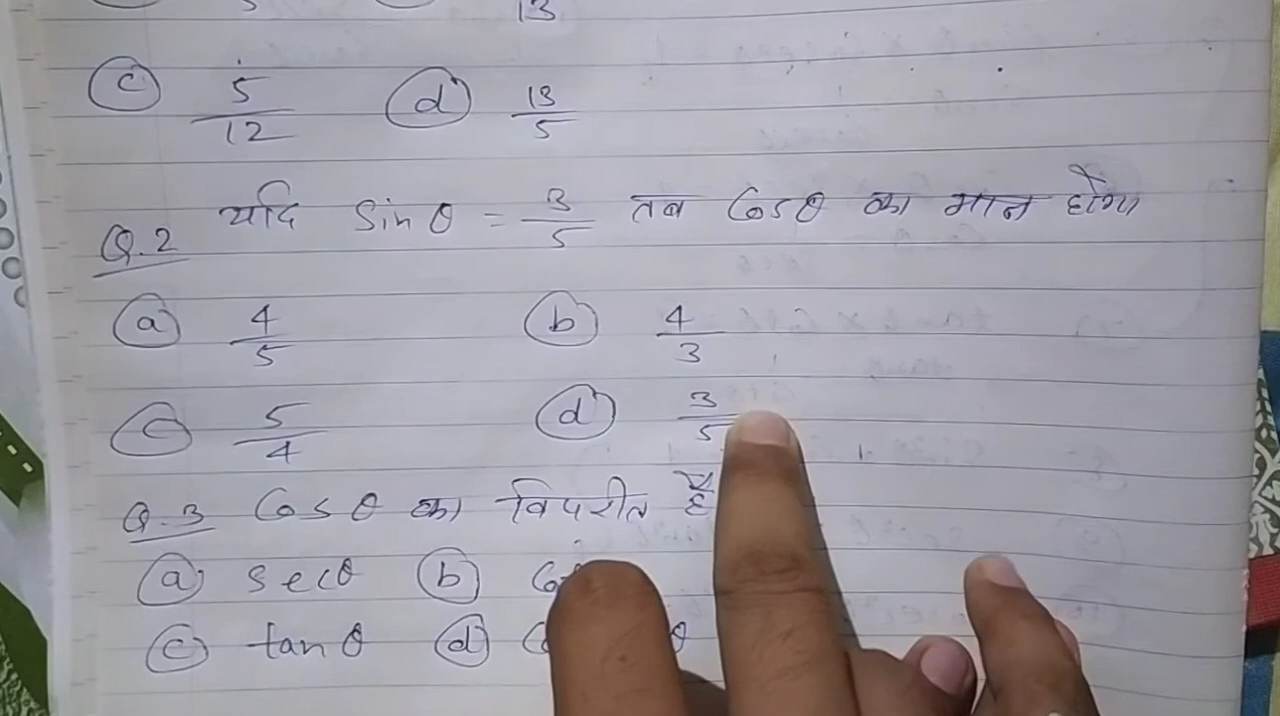 13
(c) 5/12 (d) 13/5
Q.2 यदि Sinθ = 3/5 तब Cosθ का मान होगा
(a) 4/5 (b) 4/3
(c) 5/4 (d) 3/5
Q.3 Cosθ का विपरीत है
(a) secθ (b)
(c) tanθ (d) θ